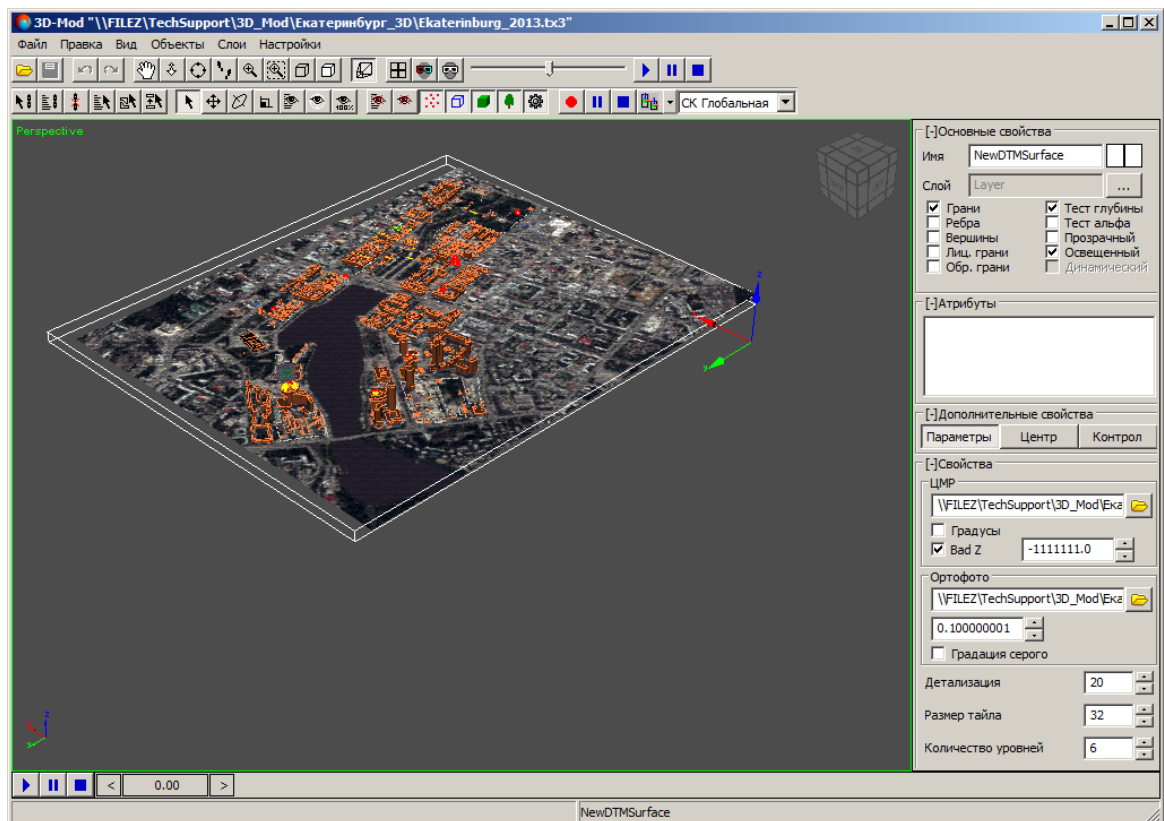 3D-Mod "\\FILEZ\TechSupport\3D_Mod\Екатеринбург_3D\Ekaterinburg_2013.tx3"
Файл Правка Вид Объекты Слои Настройки
100%
СК Глобальная
Perspective
z
y
z
y
[-]Основные свойства
Имя NewDTMSurface
Слой Layer ...
Грани Тест глубины
Ребра Тест альфа
Вершины Прозрачный
Лиц. грани Освещенный
Обр. грани Динамический
[-]Атрибуты
[-]Дополнительные свойства
Параметры Центр Контрол
[-]Свойства
ЦМР
\\FILEZ\TechSupport\3D_Mod\Ека
Градусы
Bad Z -1111111.0
Ортофото
\\FILEZ\TechSupport\3D_Mod\Ека
0.100000001
Градация серого
Детализация 20
Размер тайла 32
Количество уровней 6
< 0.00 >
NewDTMSurface